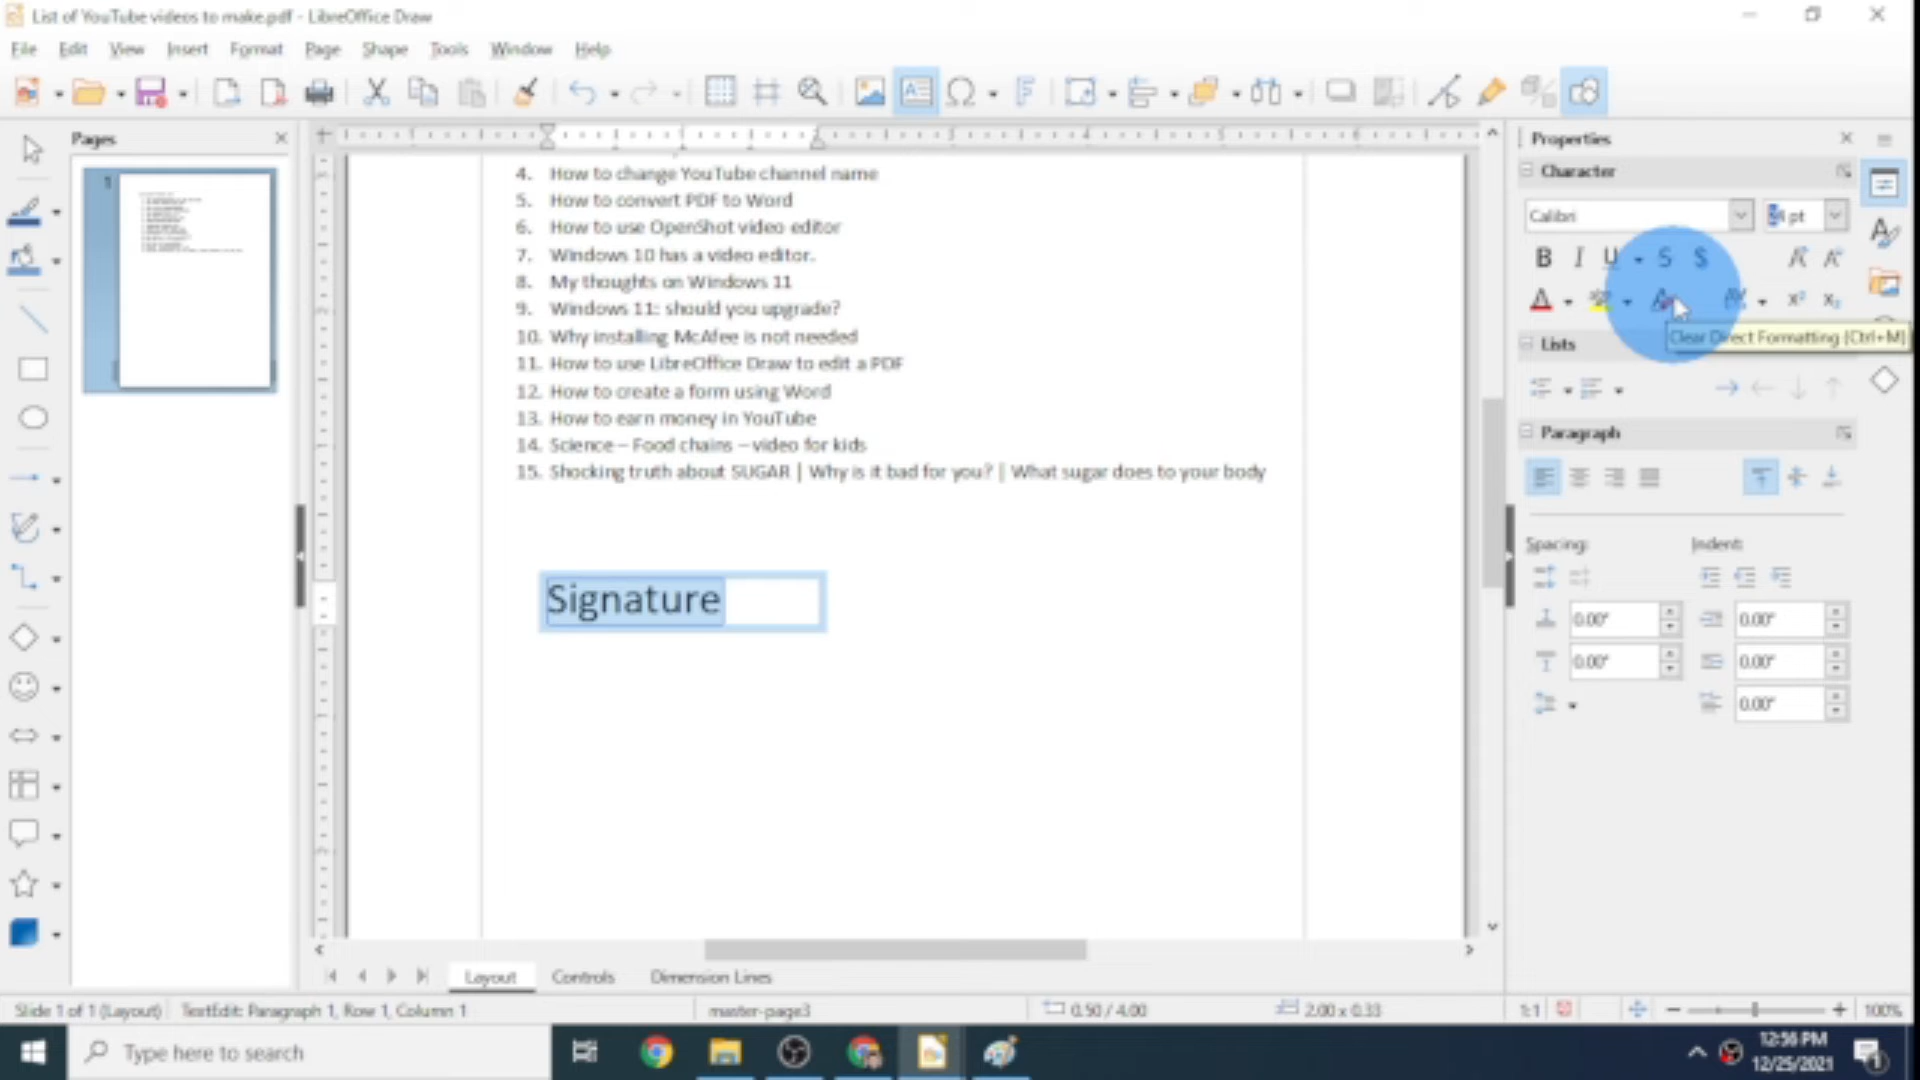 List of YouTube videos to make.pdf - LibreOffice Draw
File Edit View Insert Format Page Shape Tools Window Help
Pages
1
4. How to change YouTube channel name
5. How to convert PDF to Word
6. How to use OpenShot video editor
7. Windows 10 has a video editor.
8. My thoughts on Windows 11
9. Windows 11: should you upgrade?
10. Why installing McAfee is not needed
11. How to use LibreOffice Draw to edit a PDF
12. How to create a form using Word
13. How to earn money in YouTube
14. Science – Food chains – video for kids
15. Shocking truth about SUGAR | Why is it bad for you? | What sugar does to your body
Signature
Properties
Character
Calibri
pt
B I U S S
Clear Direct Formatting (Ctrl+M)
Lists
Paragraph
Spacing: Indent:
0.00" 0.00"
0.00" 0.00"
0.00"
Layout Controls Dimension Lines
Slide 1 of 1 (Layout) TextEdit: Paragraph 1, Row 1, Column 1 master-page3 0.50 / 4.00 2.00 x 0.33 1:1 100%
Type here to search
12:56 PM
12/25/2021
1